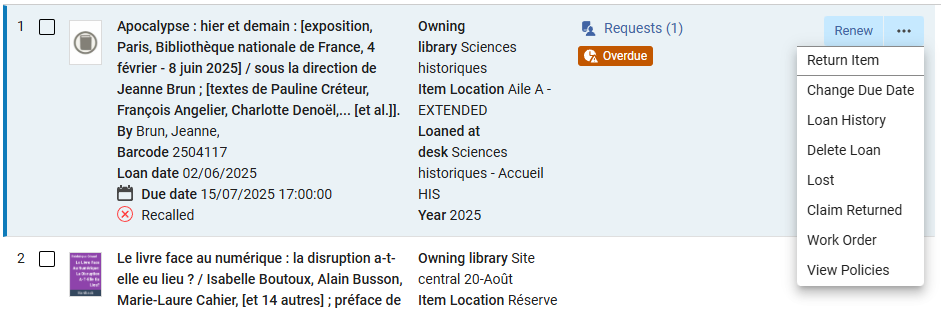 1
Apocalypse : hier et demain : [exposition,
Paris, Bibliothèque nationale de France, 4
février - 8 juin 2025] / sous la direction de
Jeanne Brun ; [textes de Pauline Créteur,
François Angelier, Charlotte Denoël,... [et al.]].
By Brun, Jeanne,
Barcode 2504117
Loan date 02/06/2025
Due date 15/07/2025 17:00:00
Recalled
Owning
library Sciences
historiques
Item Location Aile A -
EXTENDED
Loaned at
desk Sciences
historiques - Accueil
HIS
Year 2025
Requests (1)
Overdue
Renew
Return Item
Change Due Date
Loan History
Delete Loan
Lost
Claim Returned
Work Order
View Policies
2
Le livre face au numérique : la disruption a-t-
elle eu lieu ? / Isabelle Boutoux, Alain Busson,
Marie-Laure Cahier, [et 14 autres] ; préface de
Owning library Site
central 20-Août
Item Location Réserve